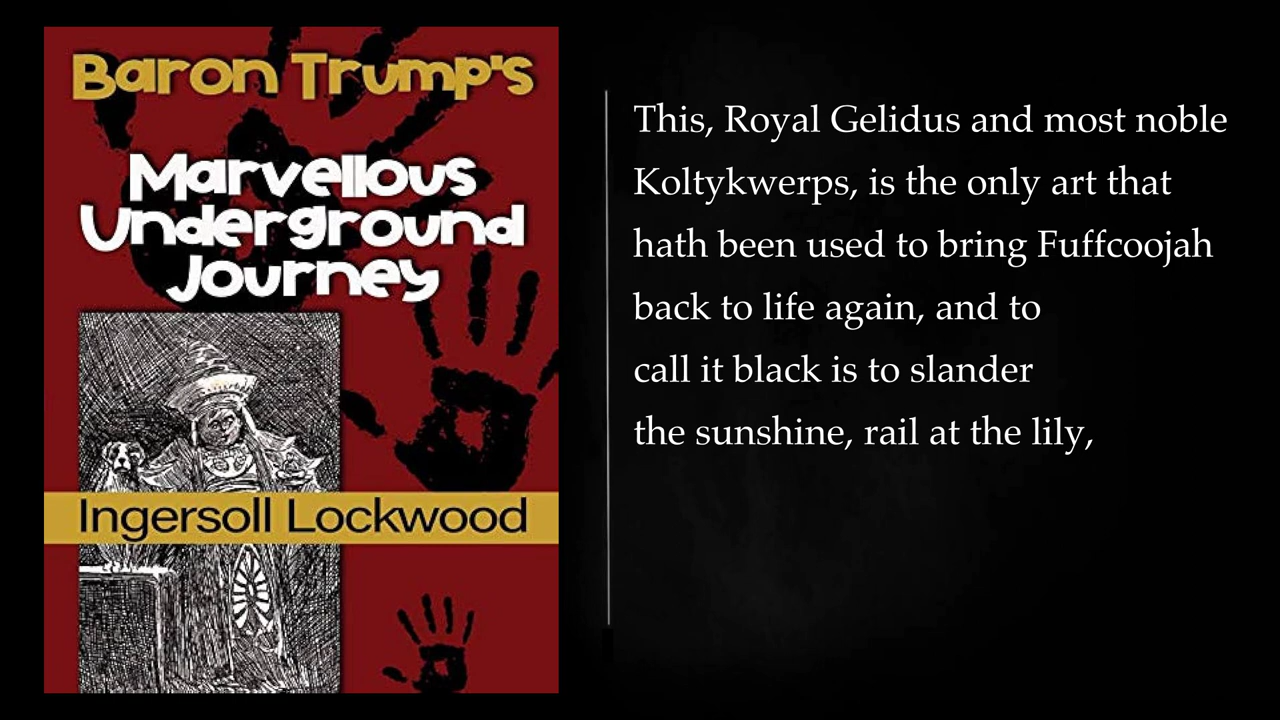 Baron Trump's
Marvellous
Underground
Journey
Ingersoll Lockwood
This, Royal Gelidus and most noble
Koltykwerps, is the only art that
hath been used to bring Fuffcoojah
back to life again, and to
call it black is to slander
the sunshine, rail at the lily,